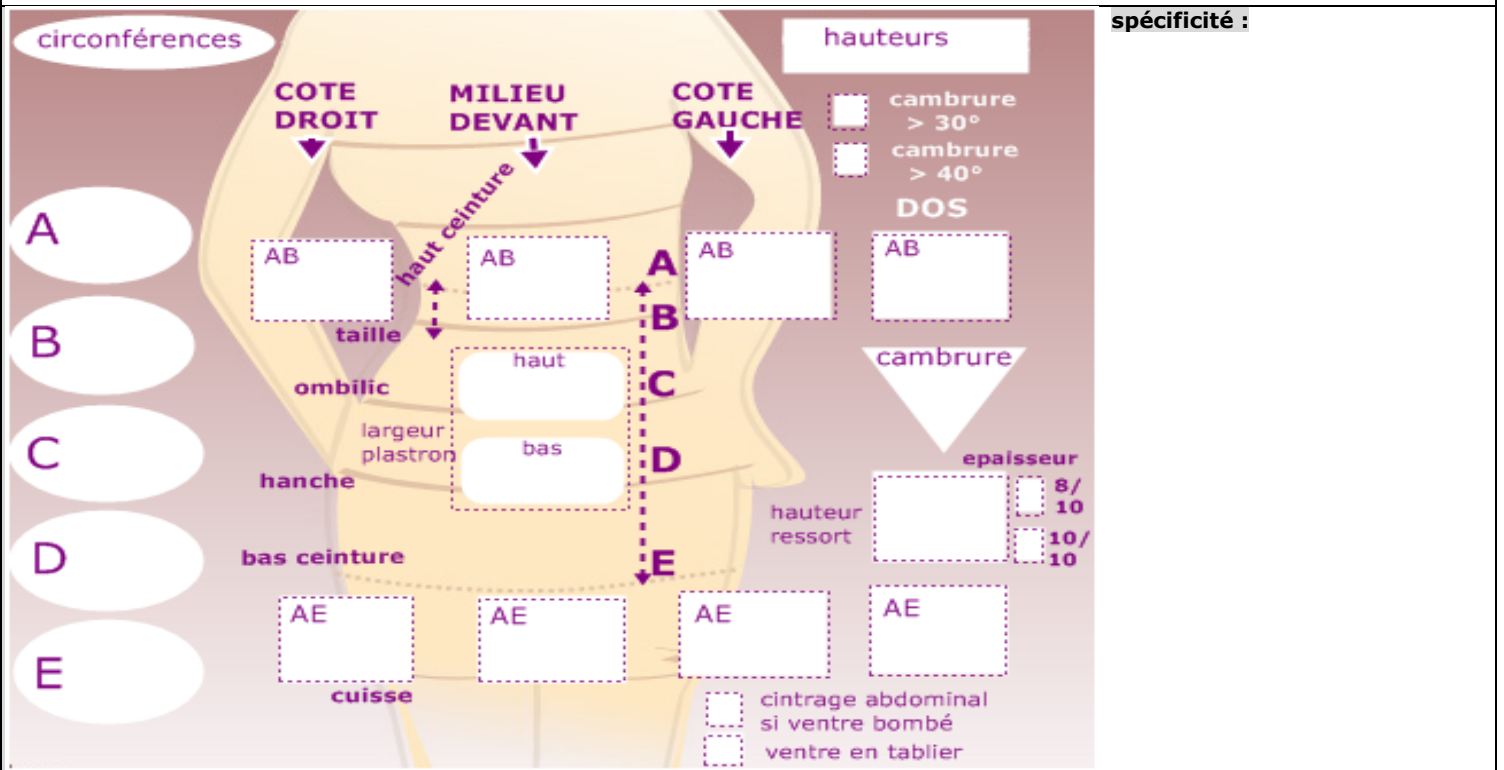 circonférences
hauteurs
spécificité :
COTE
DROIT
MILIEU
DEVANT
COTE
GAUCHE
cambrure
> 30°
cambrure
> 40°
DOS
haut ceinture
A
AB
AB
A
AB
AB
B
taille
B
haut
cambrure
ombilic
C
largeur
plastron
C
bas
D
hanche
epaisseur
8/
10
hauteur
ressort
10/
10
D
bas ceinture
E
AE
AE
AE
AE
E
cuisse
cintrage abdominal
si ventre bombé
ventre en tablier